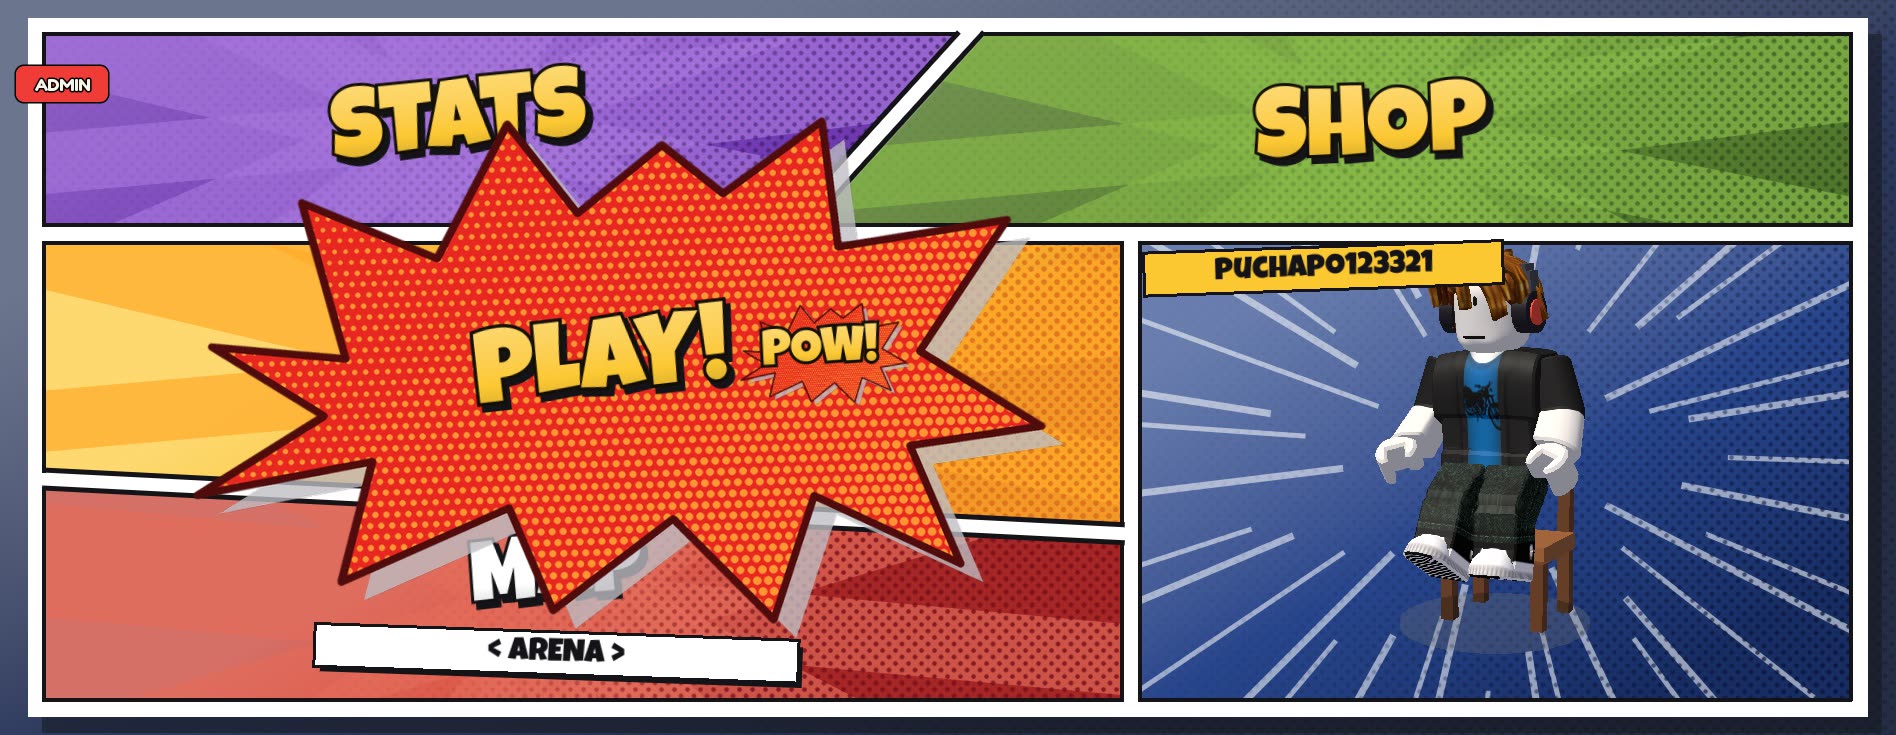 ADMIN
STATS
SHOP
PLAY!
POW!
PUCHAPO123321
< ARENA >